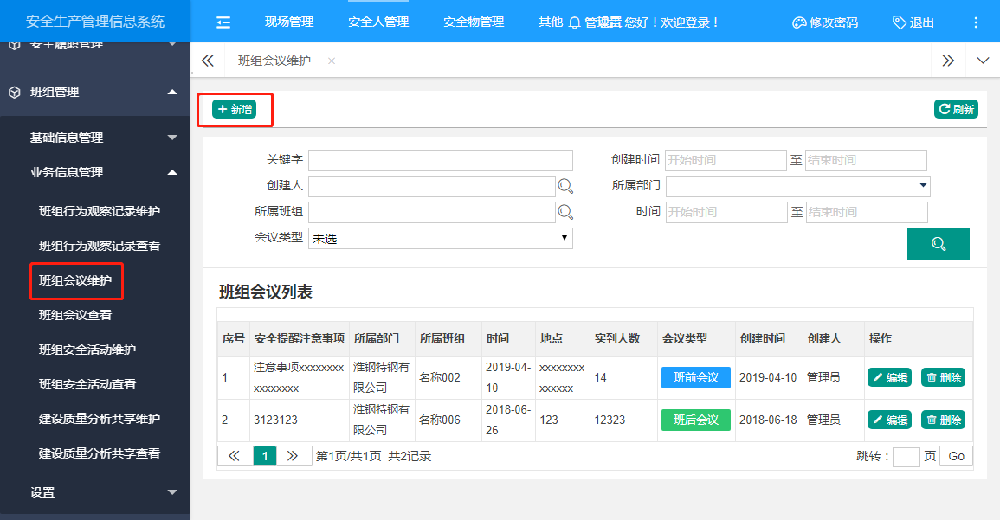 安全生产管理信息系统
现场管理 安全人管理 安全物管理 其他 管理员 您好！欢迎登录！ 修改密码 退出
安全履职管理
班组管理
基础信息管理
业务信息管理
班组行为观察记录维护
班组行为观察记录查看
班组会议维护
班组会议查看
班组安全活动维护
班组安全活动查看
建设质量分析共享维护
建设质量分析共享查看
设置
班组会议维护 ×
+ 新增 刷新
关键字 创建时间 开始时间 至 结束时间
创建人 所属部门
所属班组 时间 开始时间 至 结束时间
会议类型 未选
班组会议列表
序号 安全提醒注意事项 所属部门 所属班组 时间 地点 实到人数 会议类型 创建时间 创建人 操作
1 注意事项xxxxxxxx 淮钢特钢有 名称002 2019-04- xxxxxxxx 14 班前会议 2019-04-10 管理员 编辑 删除
xxxxxxxx 限公司 10 xxxxxx
2 3123123 淮钢特钢有 名称006 2018-06- 123 12323 班后会议 2018-06-18 管理员 编辑 删除
限公司 26
1 第1页/共1页 共2记录 跳转： 页 Go